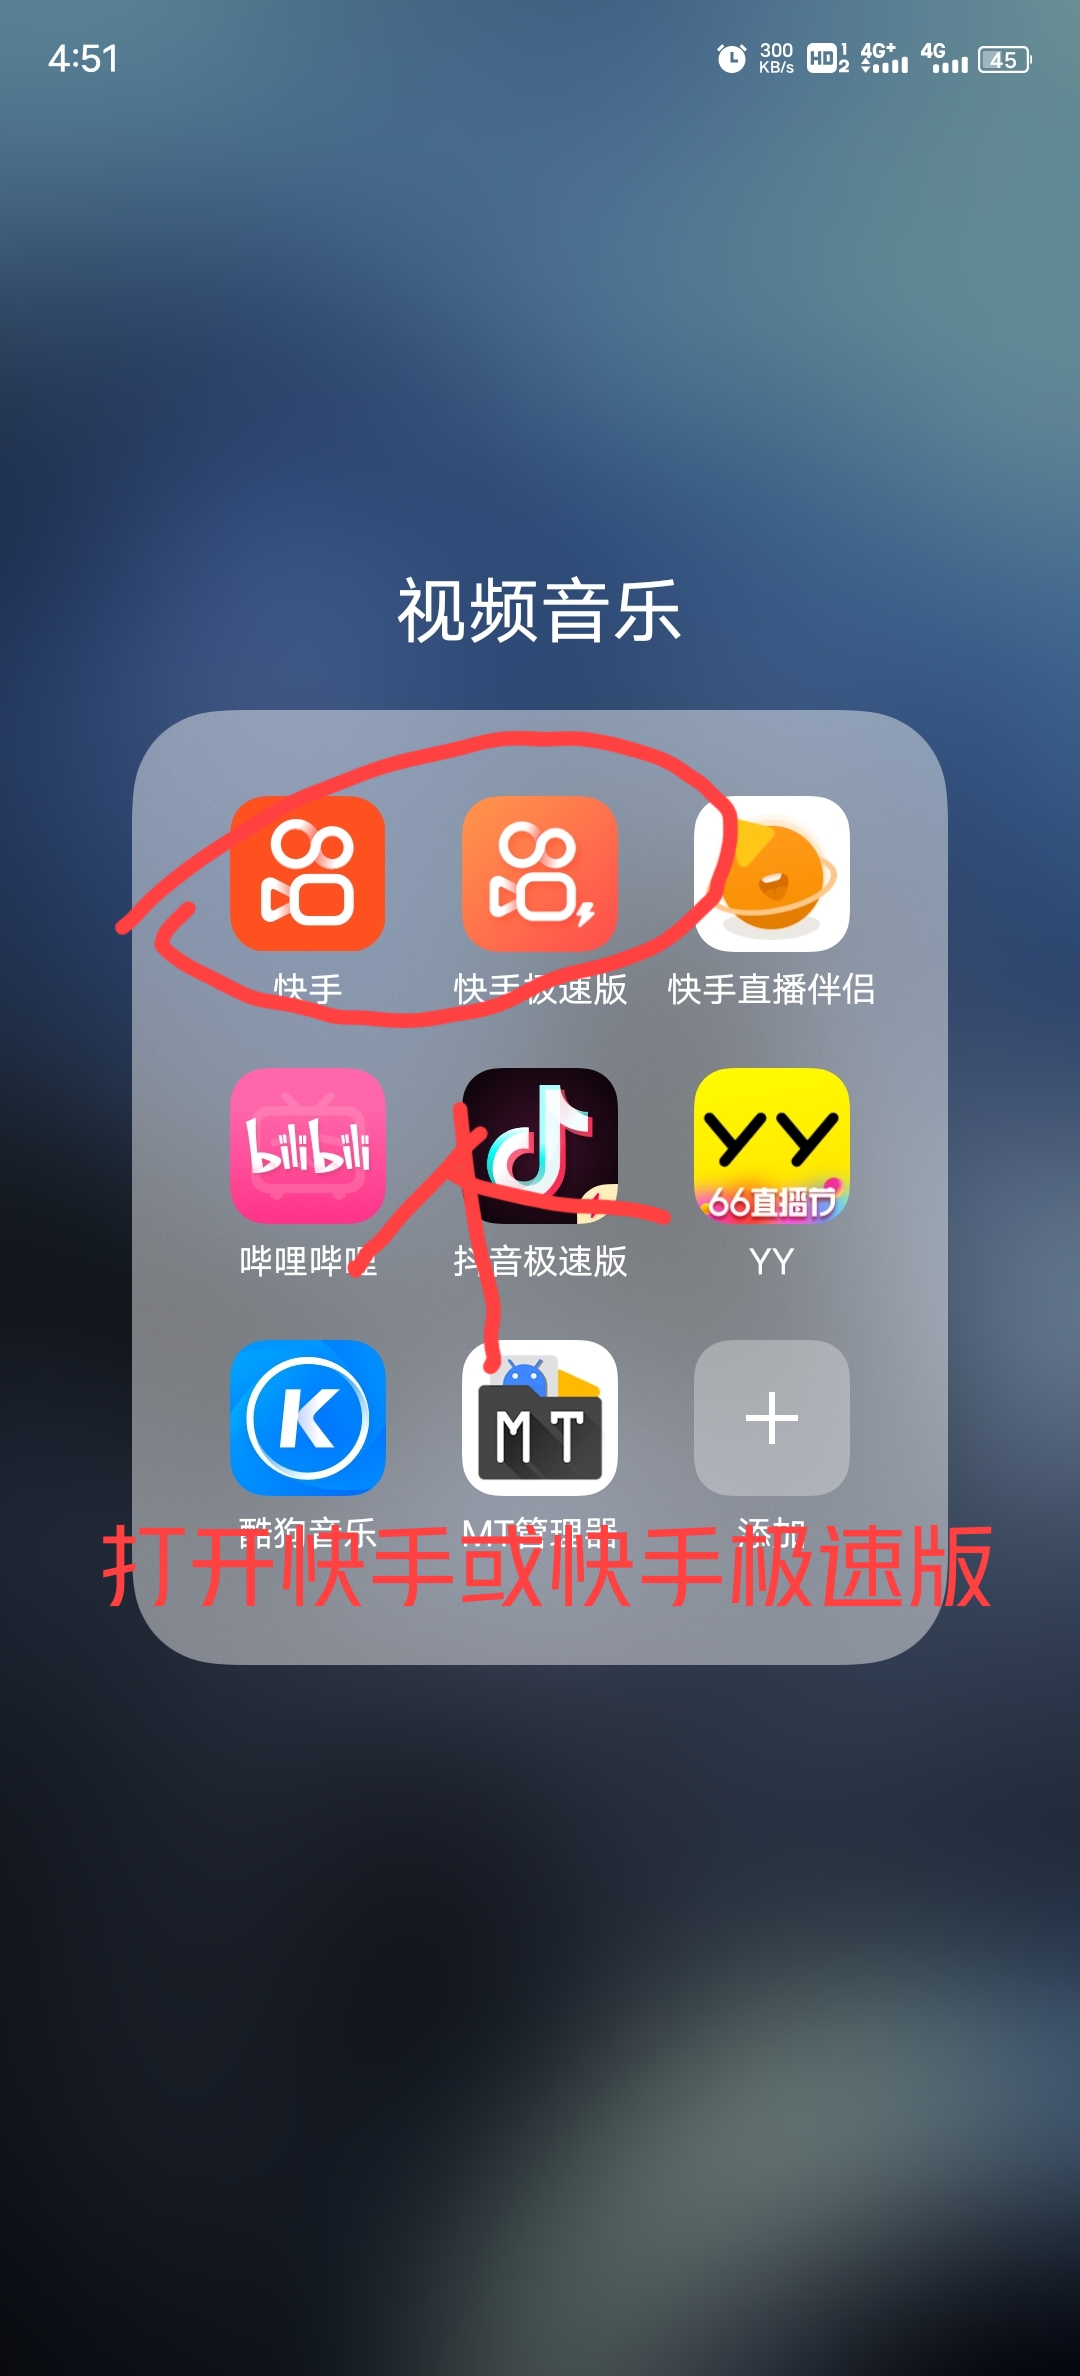 4:51
300 KB/s HD 1 2 4G+ 4G 45
视频音乐
快手 快手极速版 快手直播伴侣
bilibili YY
66直播节
哔哩哔哩 抖音极速版 YY
K MT
酷狗音乐 MT管理器 添加
打开快手或快手极速版